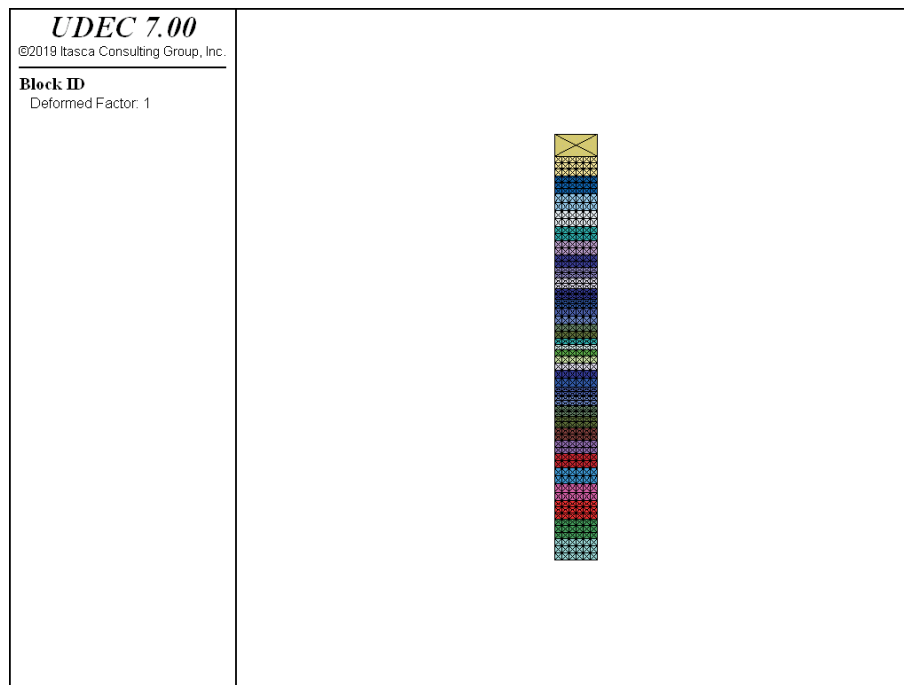 UDEC 7.00
©2019 Itasca Consulting Group, Inc.
Block ID
Deformed Factor: 1